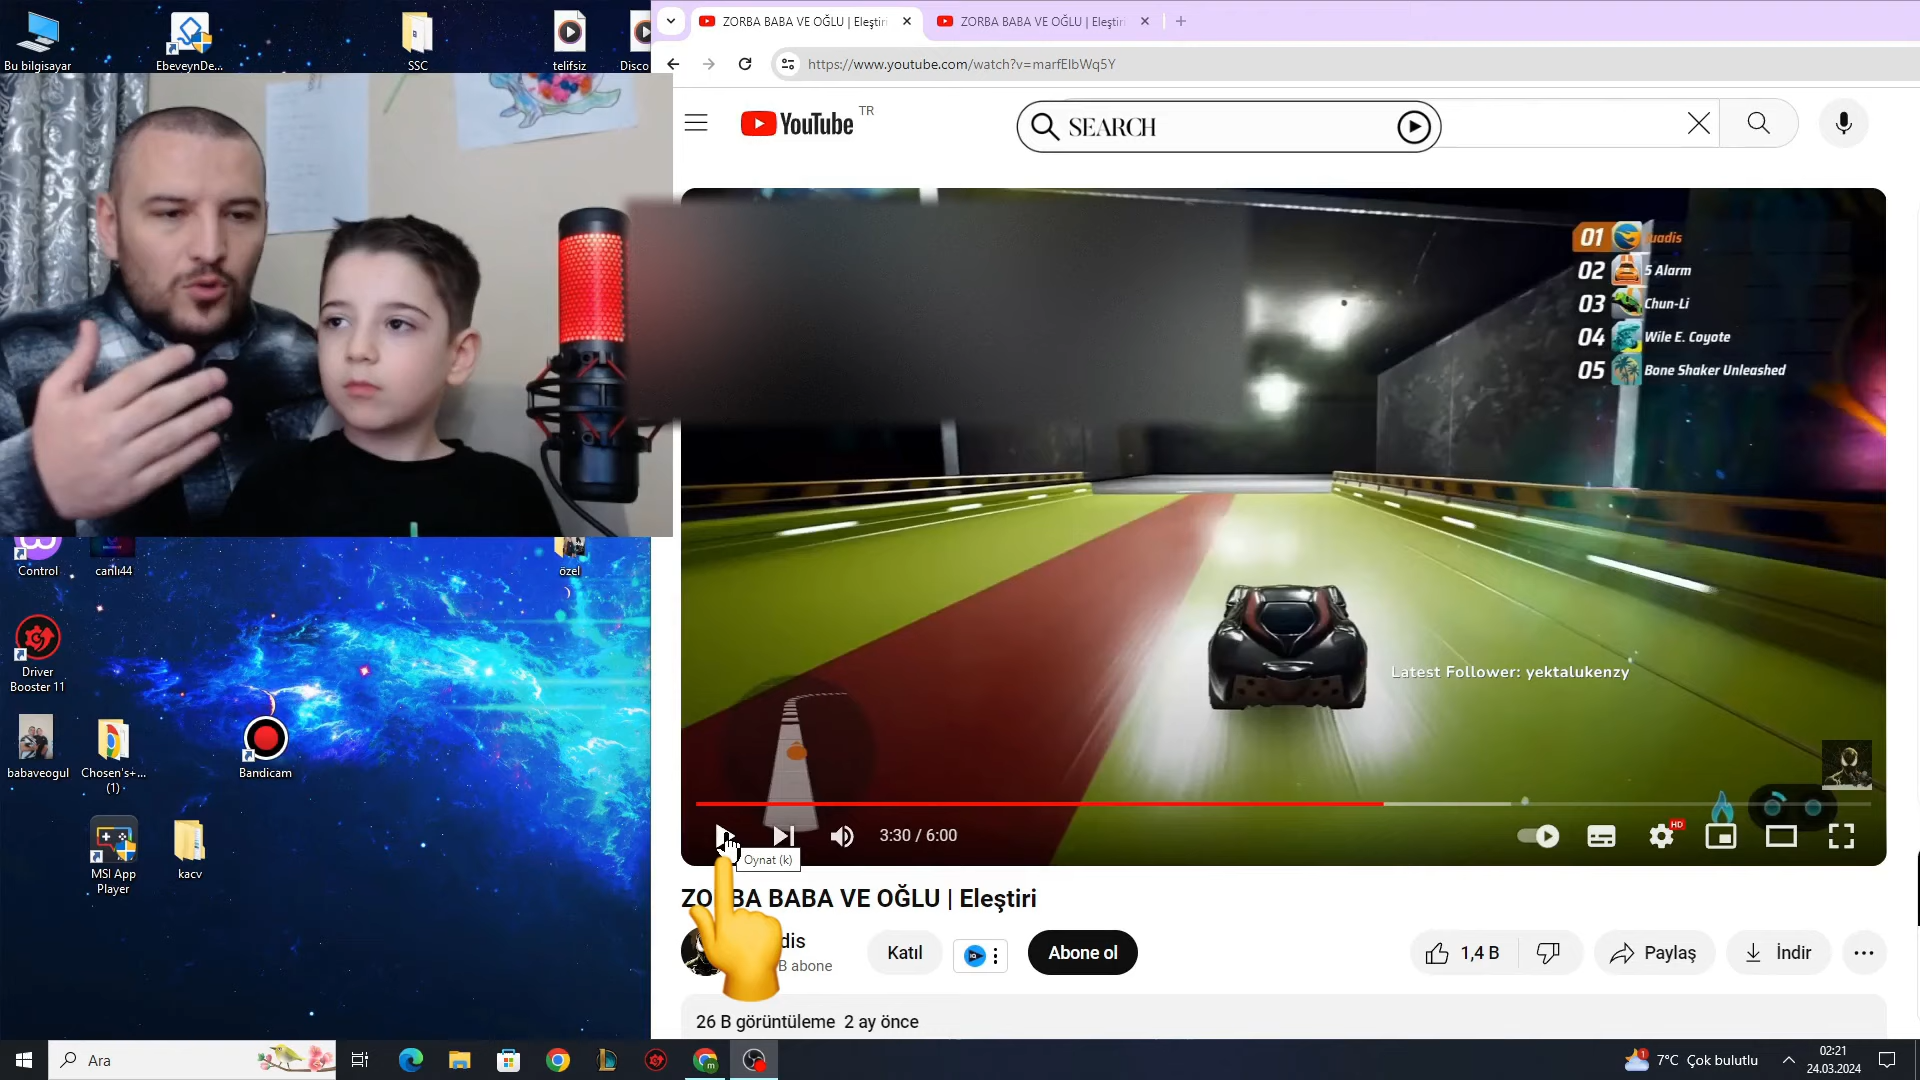 Bu bilgisayar
EbeveynDe...
SSC
telifsiz
Disco
ZORBA BABA VE OĞLU | Eleştiri
ZORBA BABA VE OĞLU | Eleştiri
https://www.youtube.com/watch?v=marfElbWq5Y
YouTube
TR
SEARCH
01
uadis
02 5 Alarm
03 Chun-Li
04 Wile E. Coyote
05 Bone Shaker Unleashed
Latest Follower: yektalukenzy
3:30 / 6:00
HD
Oynat (k)
Control
canlı44
özel
Driver
Booster 11
babaveogul
Chosen's+...
(1)
Bandicam
MSI App
Player
kacv
ZORBA BABA VE OĞLU | Eleştiri
dis
B abone
Katıl
Abone ol
1,4 B
Paylaş
İndir
26 B görüntüleme 2 ay önce
Ara
7°C Çok bulutlu
02:21
24.03.2024